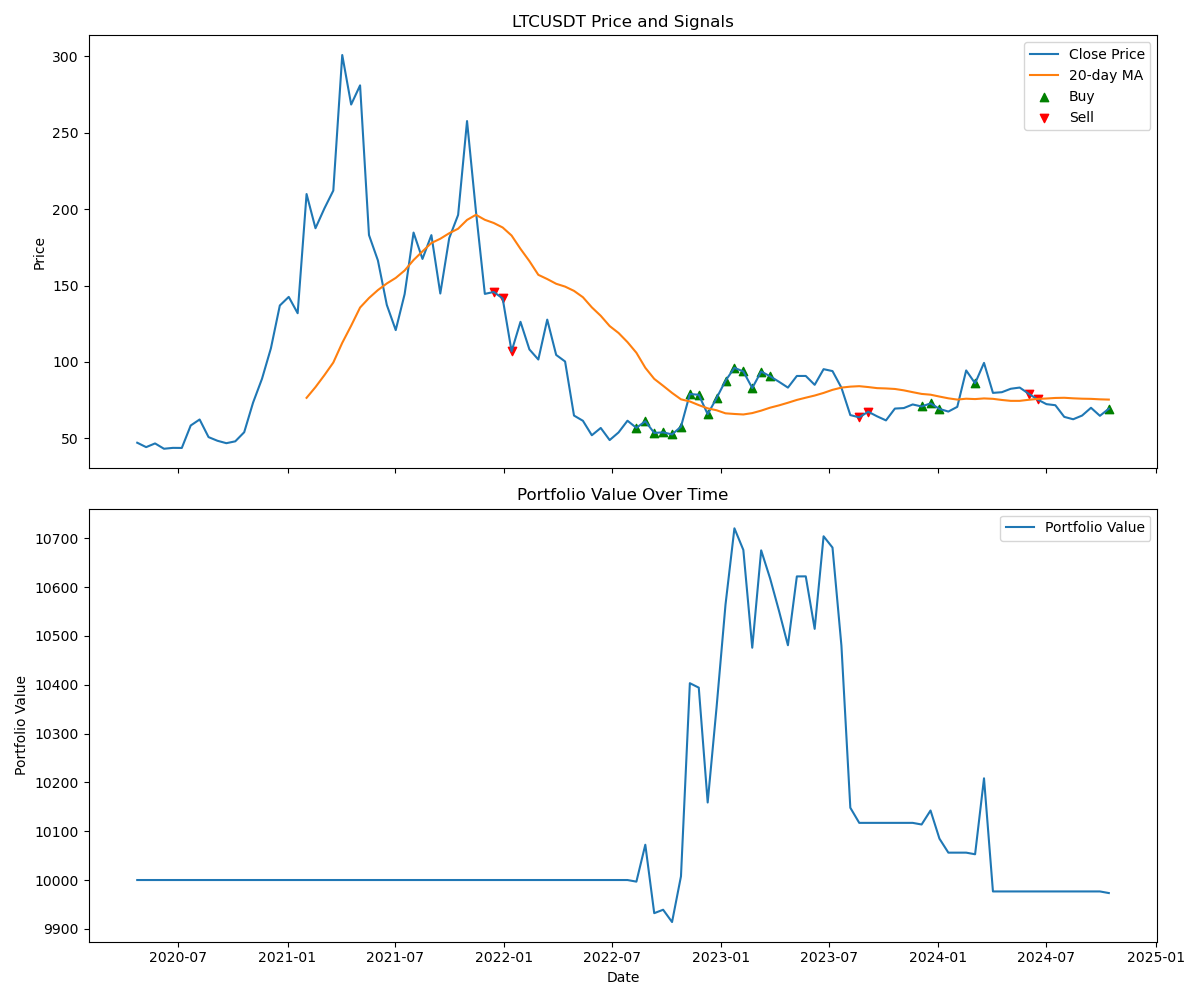 LTCUSDT Price and Signals
Price
300
250
200
150
100
50
Close Price
20-day MA
Buy
Sell
Portfolio Value Over Time
Portfolio Value
10700
10600
10500
10400
10300
10200
10100
10000
9900
Portfolio Value
2020-07
2021-01
2021-07
2022-01
2022-07
2023-01
2023-07
2024-01
2024-07
2025-01
Date